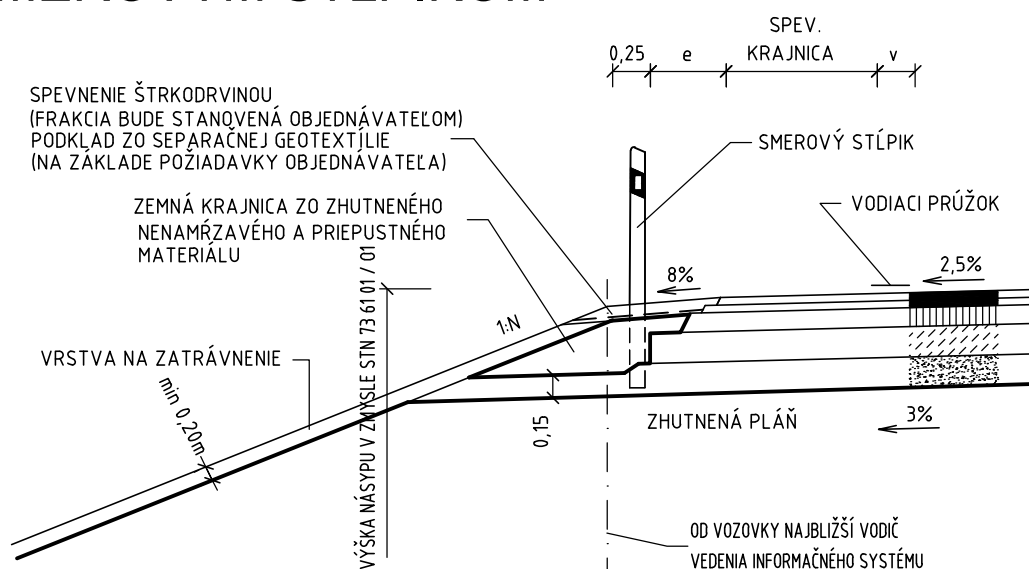 SPEV.
0,25 e KRAJNICA v
SPEVNENIE ŠTRKODRVINOU
(FRAKCIA BUDE STANOVENÁ OBJEDNÁVATEĽOM)
PODKLAD ZO SEPARAČNEJ GEOTEXTÍLIE
(NA ZÁKLADE POŽIADAVKY OBJEDNÁVATEĽA)
SMEROVÝ STĹPIK
ZEMNÁ KRAJNICA ZO ZHUTNENÉHO
NENAMŔZAVÉHO A PRIEPUSTNÉHO
MATERIÁLU
VODIACI PRÚŽOK
8%
2,5%
1:N
VRSTVA NA ZATRÁVNENIE
min 0,20m
VÝŠKA NÁSYPU V ZMYSLE STN 73 61 01 / 01
0,15
ZHUTNENÁ PLÁŇ
3%
OD VOZOVKY NAJBLIŽŠÍ VODIČ
VEDENIA INFORMAČNÉHO SYSTÉMU